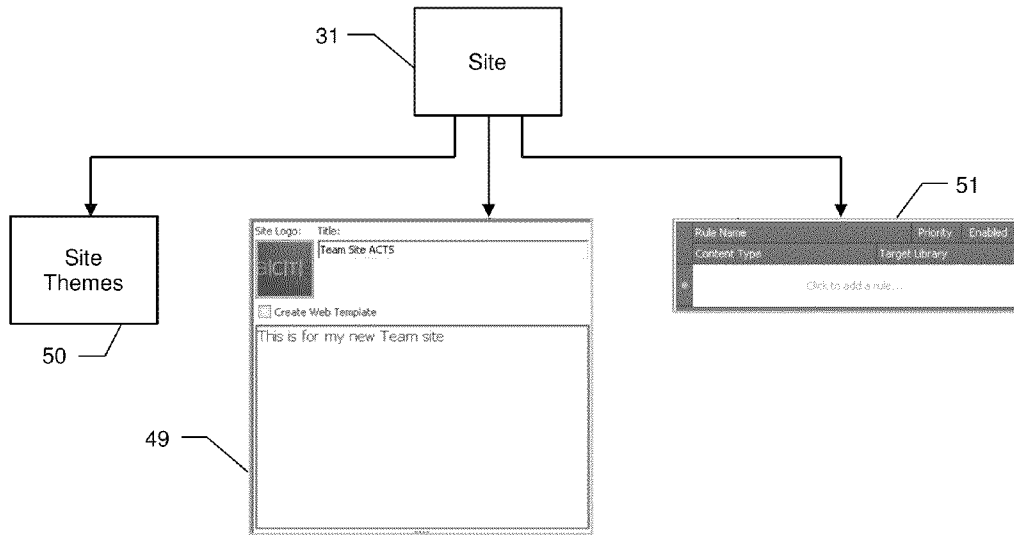 31
Site
51
Site
Themes
50
Site Logo: Title:
Team Site ACTS
Create Web Template
This is for my new Team site
49
Rule Name Priority Enabled
Content Type Target Library
Click to add a rule...